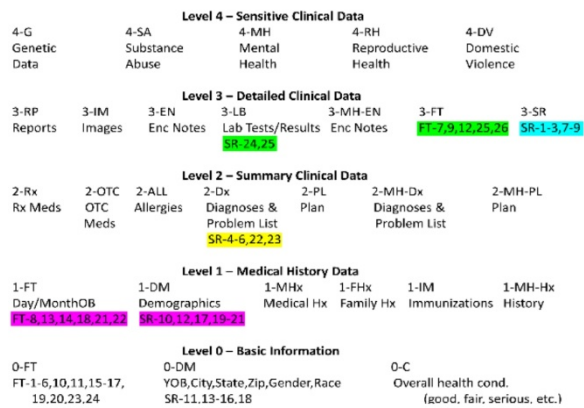 Level 4 – Sensitive Clinical Data
4-G 4-SA 4-MH 4-RH 4-DV
Genetic Substance Mental Reproductive Domestic
Data Abuse Health Health Violence
Level 3 – Detailed Clinical Data
3-RP 3-IM 3-EN 3-LB 3-MH-EN 3-FT 3-SR
Reports Images Enc Notes Lab Tests/Results Enc Notes FT-7,9,12,25,26 SR-1-3,7-9
SR-24,25
Level 2 – Summary Clinical Data
2-Rx 2-OTC 2-ALL 2-Dx 2-PL 2-MH-Dx 2-MH-PL
Rx Meds OTC Allergies Diagnoses & Plan Diagnoses & Plan
Meds Problem List Problem List
SR-4-6,22,23
Level 1 – Medical History Data
1-FT 1-DM 1-MHx 1-FHx 1-IM 1-MH-Hx
Day/MonthOB Demographics Medical Hx Family Hx Immunizations History
FT-8,13,14,18,21,22 SR-10,12,17,19-21
Level 0 – Basic Information
0-FT 0-DM 0-C
FT-1-6,10,11,15-17, YOB,City,State,Zip,Gender,Race Overall health cond.
19,20,23,24 SR-11,13-16,18 (good, fair, serious, etc.)